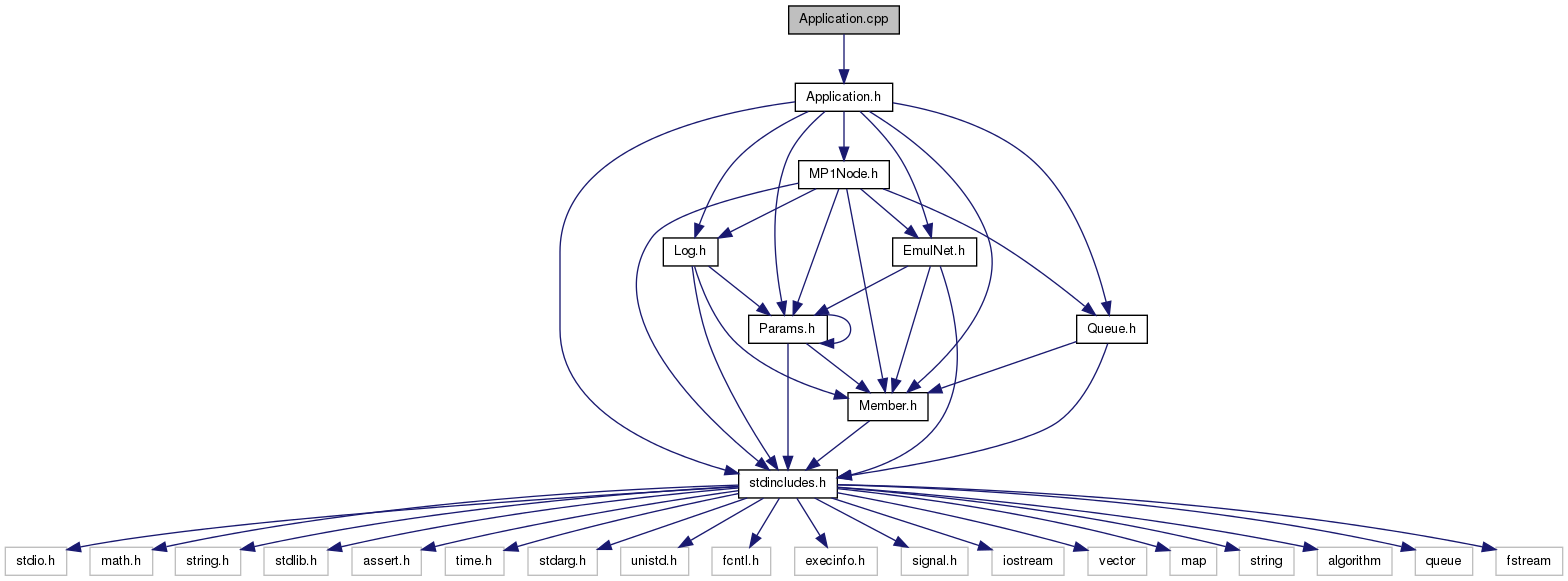 Application.cpp
Application.h
MP1Node.h
Log.h
EmulNet.h
Params.h
Queue.h
Member.h
stdincludes.h
stdio.h
math.h
string.h
stdlib.h
assert.h
time.h
stdarg.h
unistd.h
fcntl.h
execinfo.h
signal.h
iostream
vector
map
string
algorithm
queue
fstream